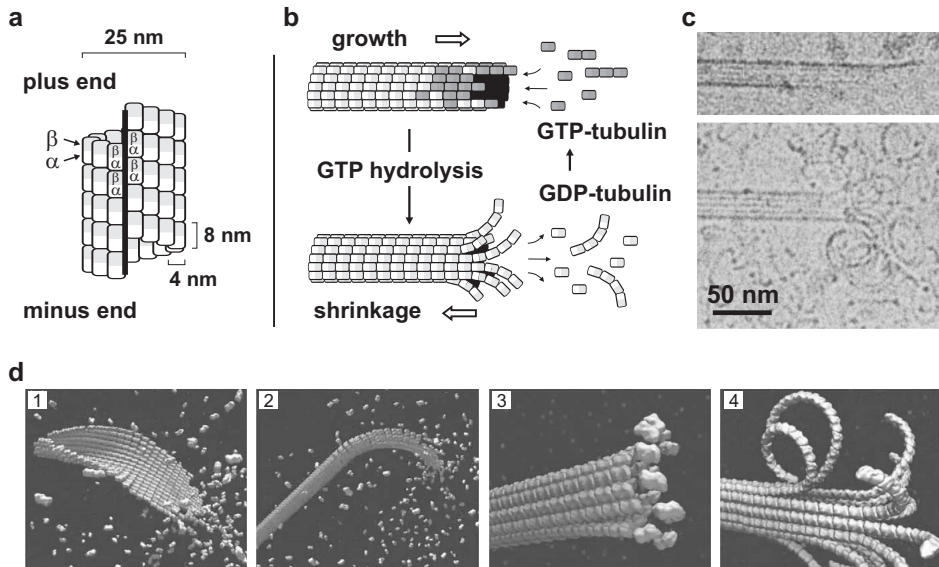 a
25 nm
plus end
β
α
β
α
β
α
β
α
β
α
8 nm
4 nm
minus end
b
growth
GTP-tubulin
GTP hydrolysis
GDP-tubulin
shrinkage
c
50 nm
d
1
2
3
4